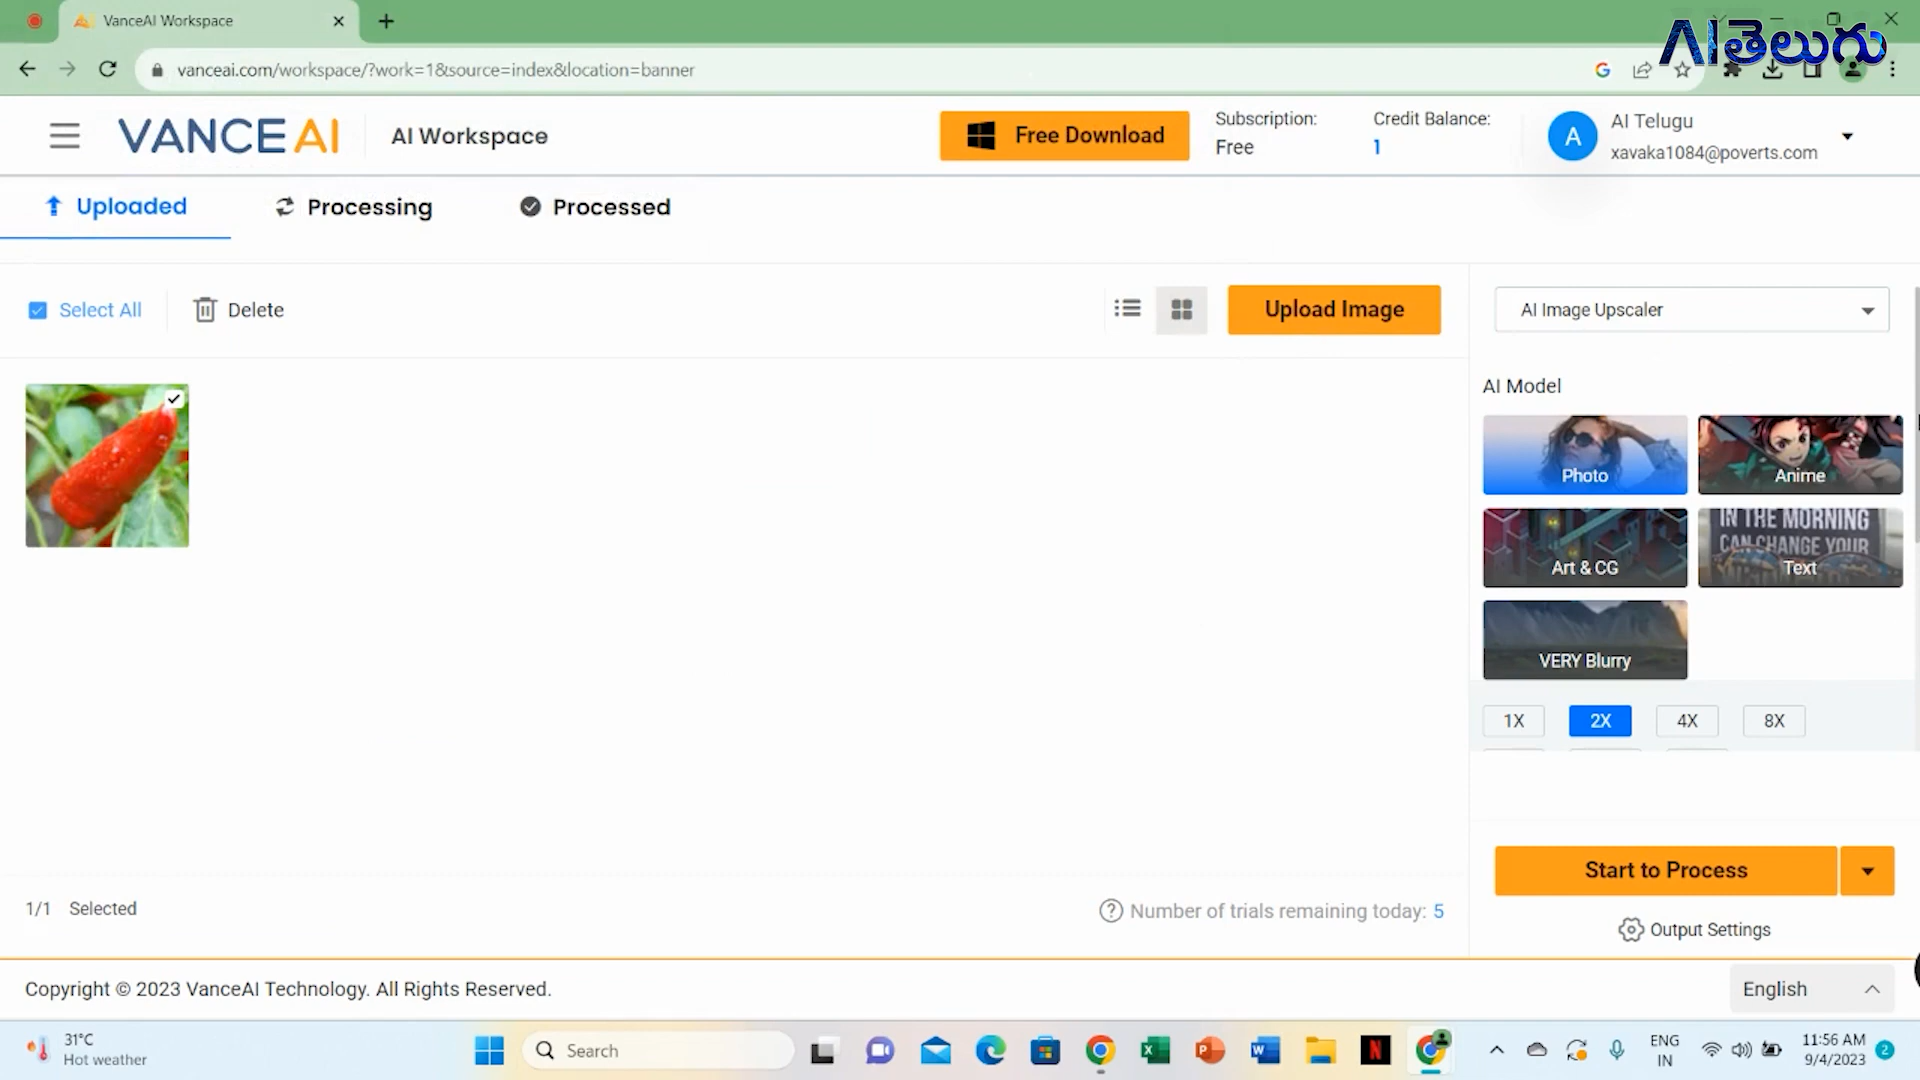 VanceAI Workspace
AIతెలుగు
vanceai.com/workspace/?work=1&source=index&location=banner
VANCE AI
AI Workspace
Free Download
Subscription:
Free
Credit Balance:
1
A
AI Telugu
xavaka1084@poverts.com
Uploaded
Processing
Processed
Select All
Delete
Upload Image
AI Image Upscaler
AI Model
Photo
Anime
Art & CG
IN THE MORNING
CAN CHANGE YOUR
Text
VERY Blurry
1X
2X
4X
8X
Start to Process
1/1 Selected
Number of trials remaining today: 5
Output Settings
Copyright © 2023 VanceAI Technology. All Rights Reserved.
English
31°C
Hot weather
Search
ENG
IN
11:56 AM
9/4/2023
2